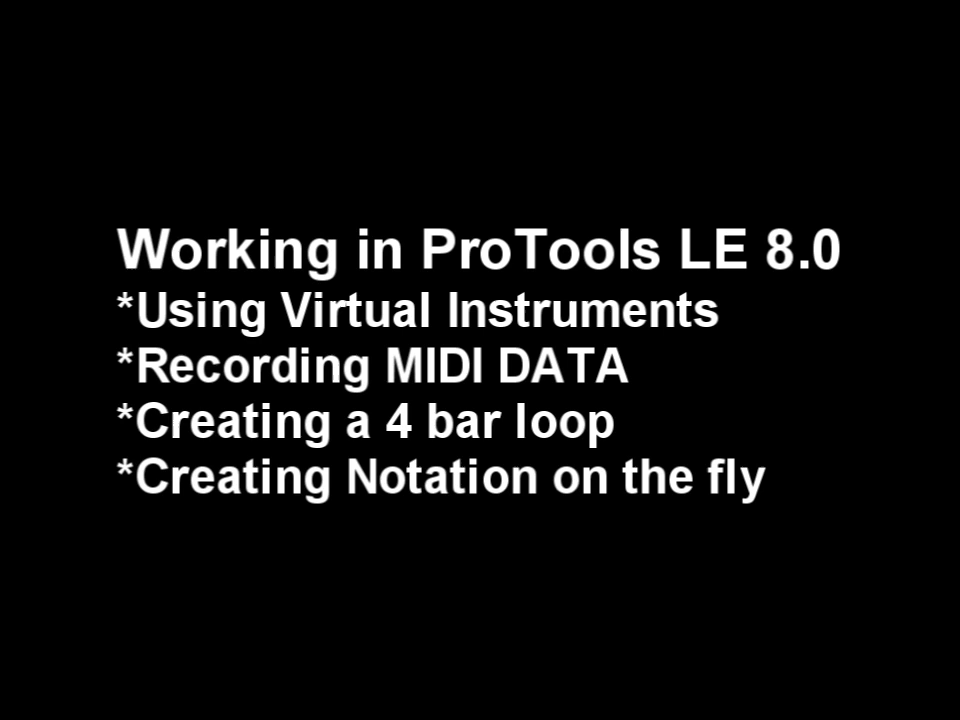 Working in ProTools LE 8.0
*Using Virtual Instruments
*Recording MIDI DATA
*Creating a 4 bar loop
*Creating Notation on the fly